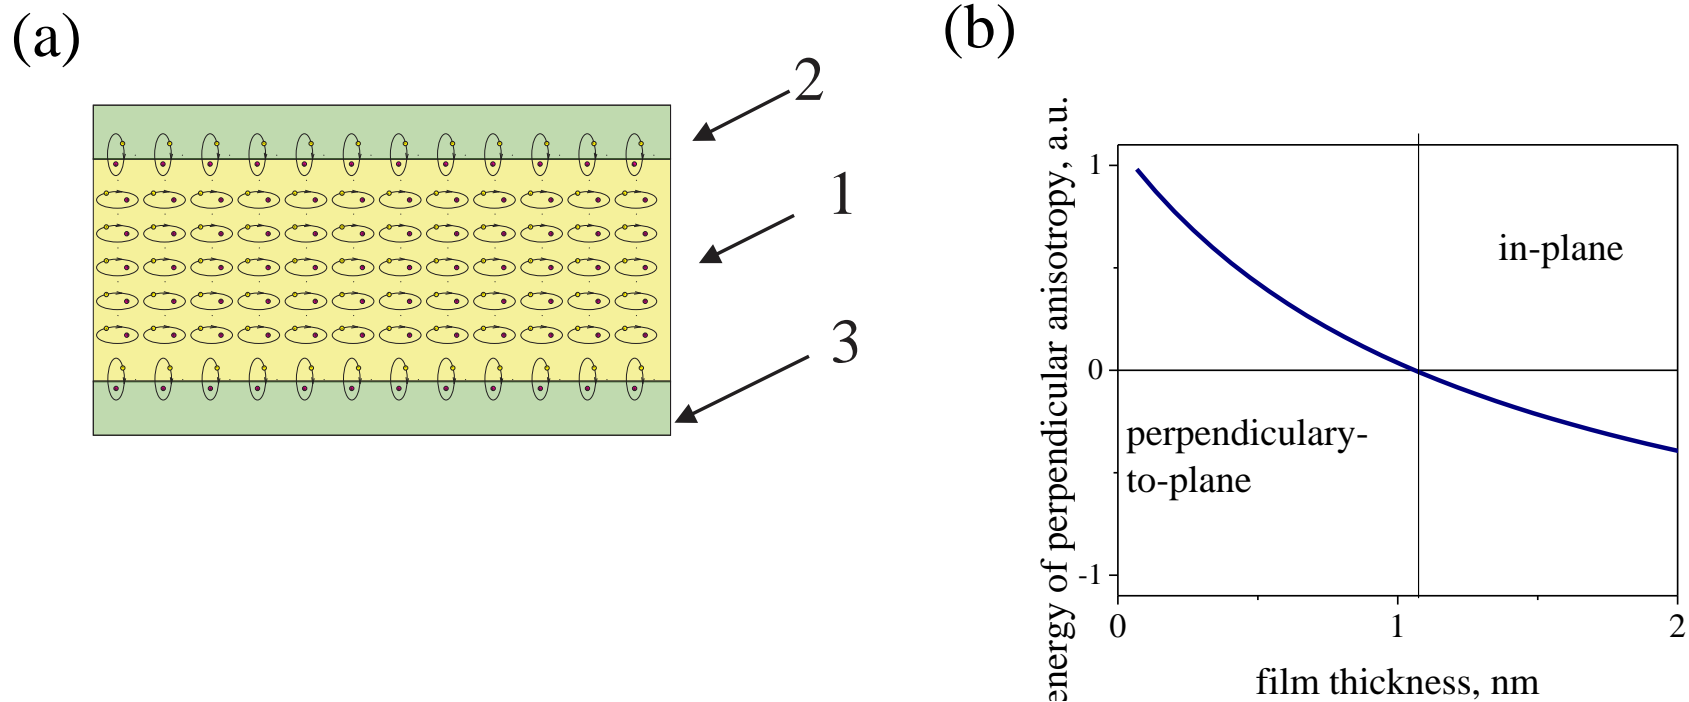 (a)
2
1
3
(b)
energy of perpendicular anisotropy, a.u.
1
0
-1
in-plane
perpendiculary-
to-plane
0
1
2
film thickness, nm